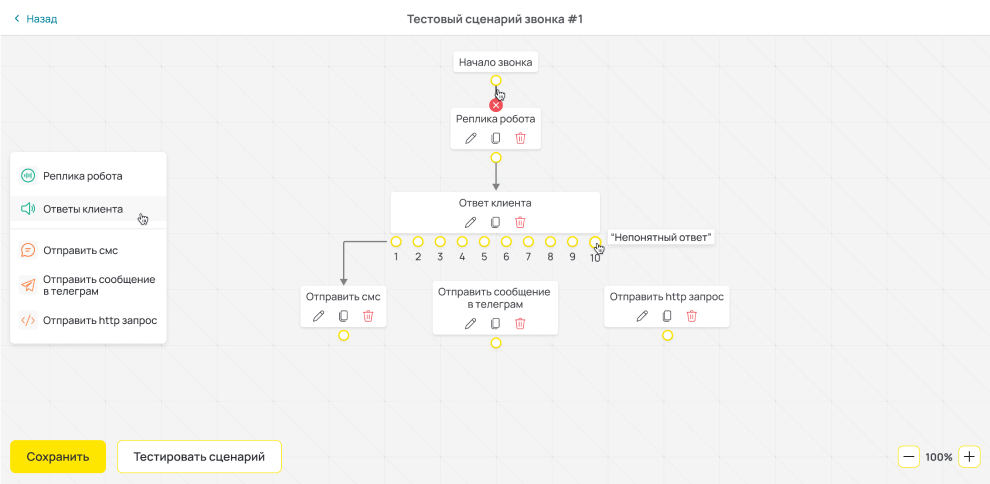 Назад
Тестовый сценарий звонка #1
Начало звонка
Реплика робота
Реплика робота
Ответы клиента
Отправить смс
Отправить сообщение
в телеграм
Отправить http запрос
Ответ клиента
"Непонятный ответ"
1 2 3 4 5 6 7 8 9 10
Отправить смс
Отправить сообщение
в телеграм
Отправить http запрос
Сохранить
Тестировать сценарий
100%